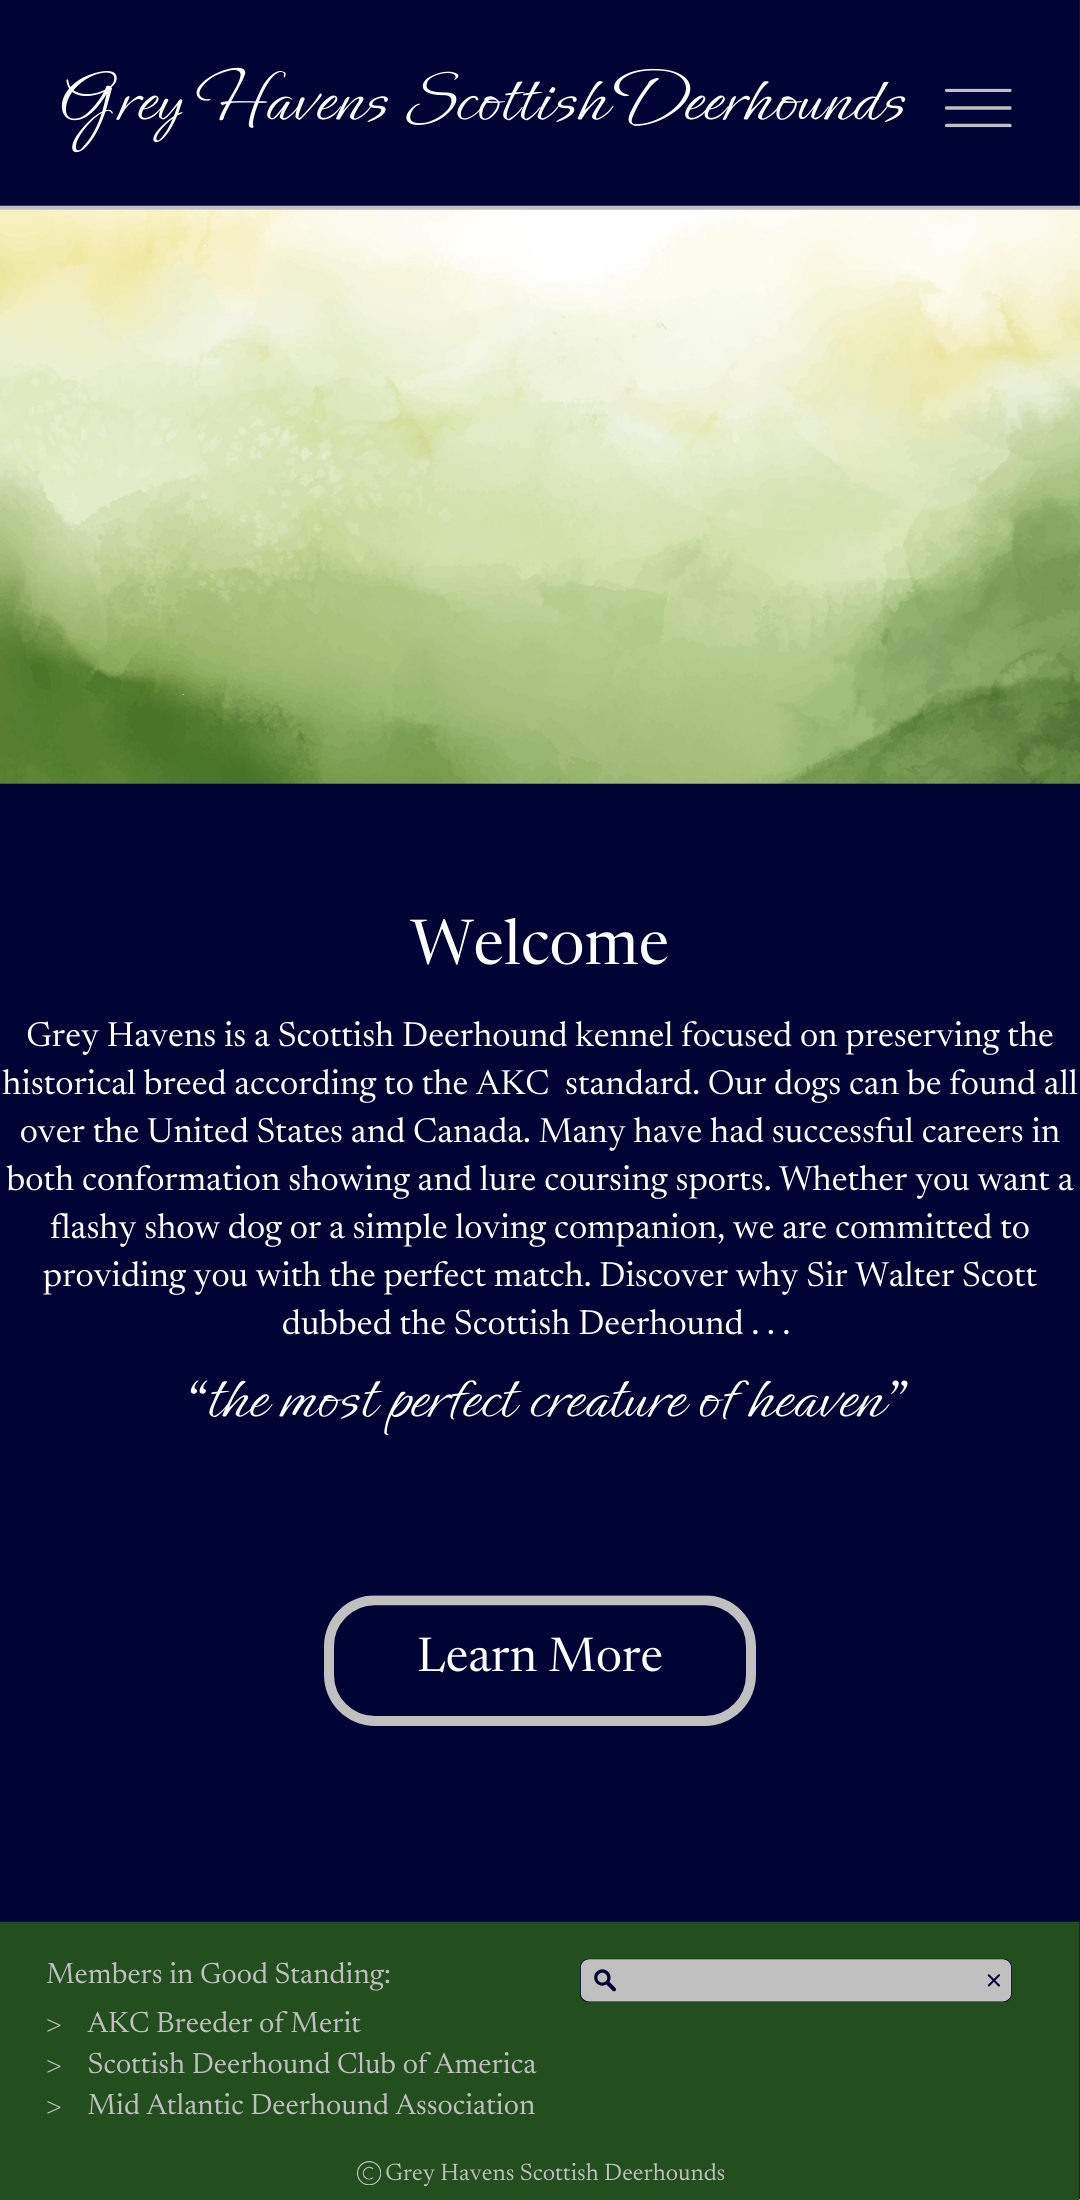 Grey Havens Scottish Deerhounds
Welcome
Grey Havens is a Scottish Deerhound kennel focused on preserving the
historical breed according to the AKC  standard. Our dogs can be found all
over the United States and Canada. Many have had successful careers in
both conformation showing and lure coursing sports. Whether you want a
flashy show dog or a simple loving companion, we are committed to
providing you with the perfect match. Discover why Sir Walter Scott
dubbed the Scottish Deerhound . . .
“the most perfect creature of heaven”
Learn More
Members in Good Standing:
> AKC Breeder of Merit
> Scottish Deerhound Club of America
> Mid Atlantic Deerhound Association
© Grey Havens Scottish Deerhounds